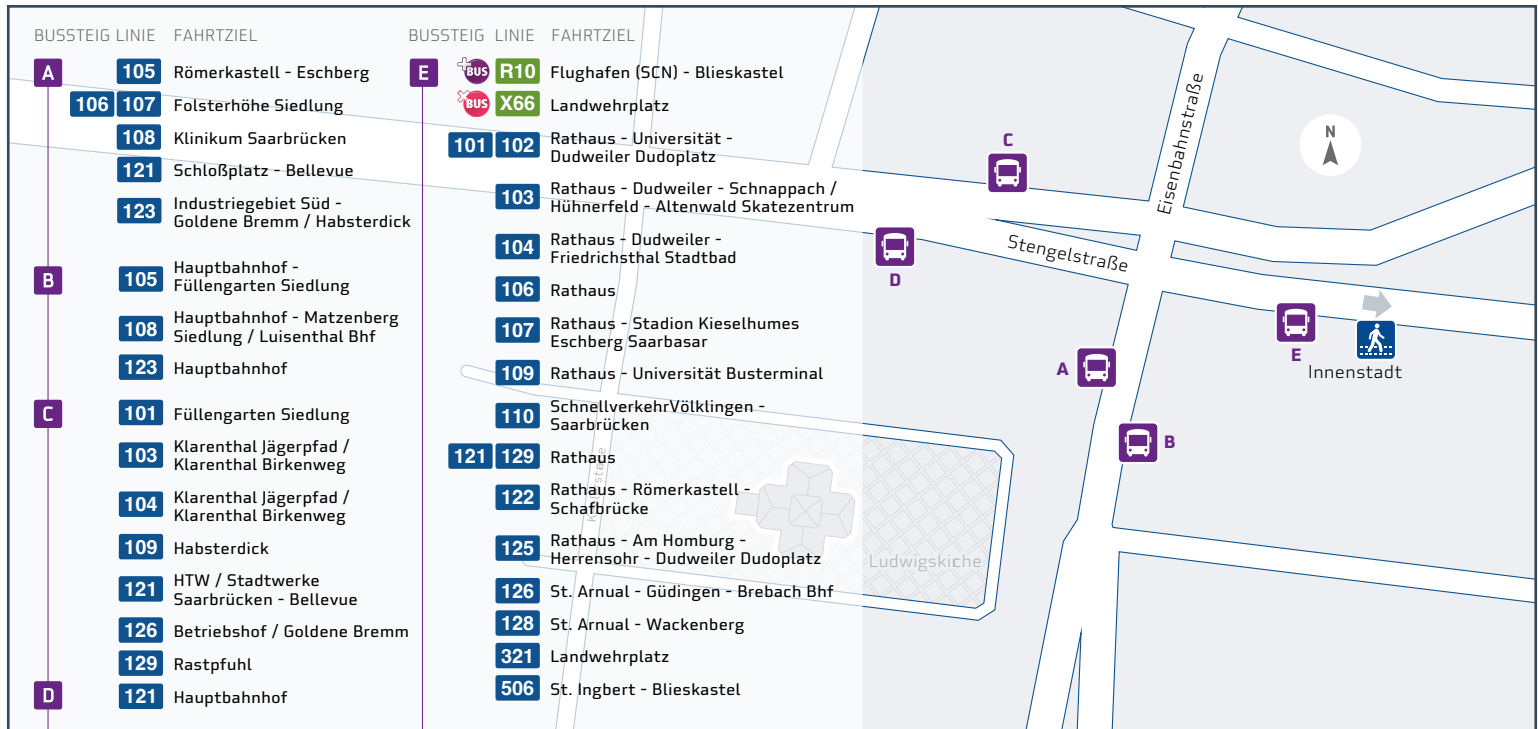 BUSSTEIG LINIE FAHRTZIEL
A 105 Römerkastell - Eschberg
106 107 Folsterhöhe Siedlung
108 Klinikum Saarbrücken
121 Schloßplatz - Bellevue
123 Industriegebiet Süd -
Goldene Bremm / Habsterdick
B 105 Hauptbahnhof -
Füllengarten Siedlung
108 Hauptbahnhof - Matzenberg
Siedlung / Luisenthal Bhf
123 Hauptbahnhof
C 101 Füllengarten Siedlung
103 Klarenthal Jägerpfad /
Klarenthal Birkenweg
104 Klarenthal Jägerpfad /
Klarenthal Birkenweg
109 Habsterdick
121 HTW / Stadtwerke
Saarbrücken - Bellevue
126 Betriebshof / Goldene Bremm
129 Rastpfuhl
D 121 Hauptbahnhof
BUSSTEIG LINIE FAHRTZIEL
E +BUS R10 Flughafen (SCN) - Blieskastel
×BUS X66 Landwehrplatz
101 102 Rathaus - Universität -
Dudweiler Dudoplatz
103 Rathaus - Dudweiler - Schnappach /
Hühnerfeld - Altenwald Skatezentrum
104 Rathaus - Dudweiler -
Friedrichsthal Stadtbad
106 Rathaus
107 Rathaus - Stadion Kieselhumes
Eschberg Saarbasar
109 Rathaus - Universität Busterminal
110 SchnellverkehrVölklingen -
Saarbrücken
121 129 Rathaus
122 Rathaus - Römerkastell -
Schafbrücke
125 Rathaus - Am Homburg -
Herrensohr - Dudweiler Dudoplatz
126 St. Arnual - Güdingen - Brebach Bhf
128 St. Arnual - Wackenberg
321 Landwehrplatz
506 St. Ingbert - Blieskastel
Eisenbahnstraße
N
C
Stengelstraße
D
E
Innenstadt
A
B
Ludwigskiche